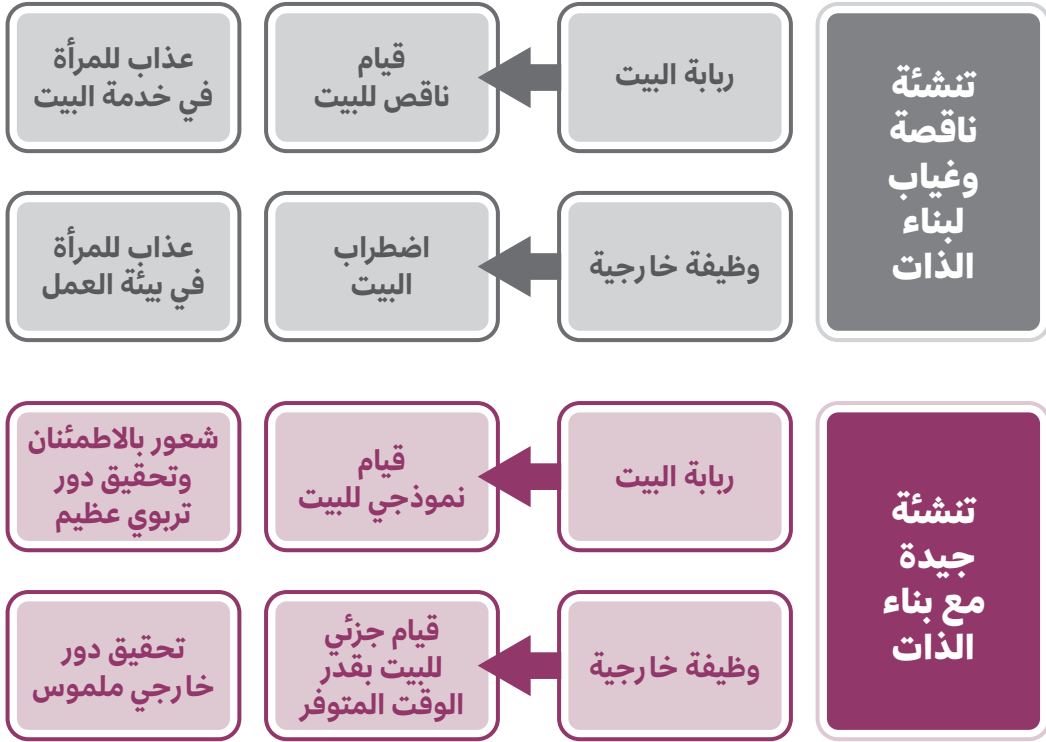 تنشئة
ناقصة
وغياب
لبناء
الذات
ربابة البيت
قيام
ناقص للبيت
عذاب للمرأة
في خدمة البيت
وظيفة خارجية
اضطراب
البيت
عذاب للمرأة
في بيئة العمل
تنشئة
جيدة
مع بناء
الذات
ربابة البيت
قيام
نموذجي للبيت
شعور بالاطمئنان
وتحقيق دور
تربوي عظيم
وظيفة خارجية
قيام جزئي
للبيت بقدر
الوقت المتوفر
تحقيق دور
خارجي ملموس